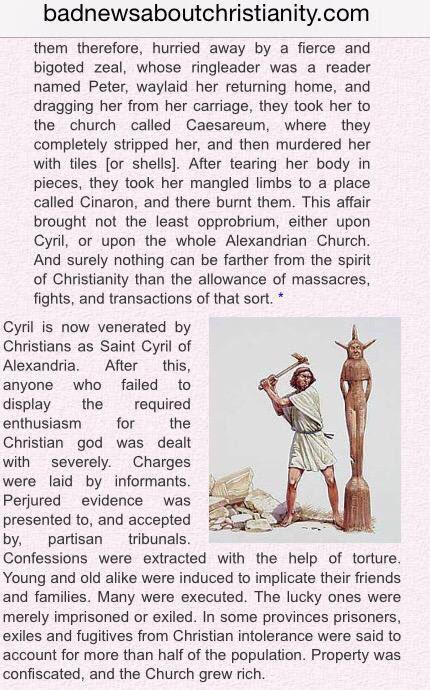 badnewsaboutchristianity.com
them therefore, hurried away by a fierce and
bigoted zeal, whose ringleader was a reader
named Peter, waylaid her returning home, and
dragging her from her carriage, they took her to
the church called Caesareum, where they
completely stripped her, and then murdered her
with tiles [or shells]. After tearing her body in
pieces, they took her mangled limbs to a place
called Cinaron, and there burnt them. This affair
brought not the least opprobrium, either upon
Cyril, or upon the whole Alexandrian Church.
And surely nothing can be farther from the spirit
of Christianity than the allowance of massacres,
fights, and transactions of that sort. *
Cyril is now venerated by
Christians as Saint Cyril of
Alexandria. After this,
anyone who failed to
display the required
enthusiasm for the
Christian god was dealt
with severely. Charges
were laid by informants.
Perjured evidence was
presented to, and accepted
by, partisan tribunals.
Confessions were extracted with the help of torture.
Young and old alike were induced to implicate their friends
and families. Many were executed. The lucky ones were
merely imprisoned or exiled. In some provinces prisoners,
exiles and fugitives from Christian intolerance were said to
account for more than half of the population. Property was
confiscated, and the Church grew rich.